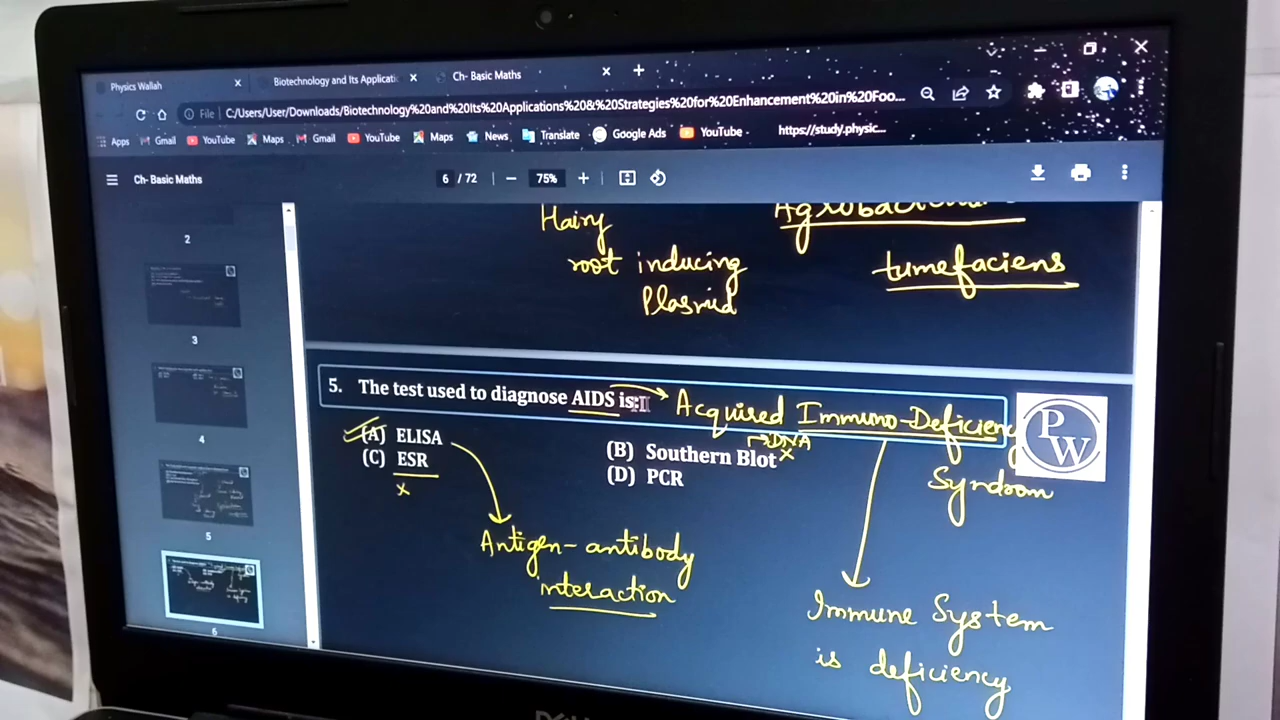 Physics Wallah
Biotechnology and Its Applicati
Ch- Basic Maths
File
C:/Users/User/Downloads/Biotechnology%20and%20Its%20Applications%20&%20Strategies%20for%20Enhancement%20in%20Foo...
Apps
Gmail
YouTube
Maps
Gmail
YouTube
Maps
News
Translate
Google Ads
YouTube
https://study.physic...
Ch- Basic Maths
6 / 72
75%
2
3
4
5
6
Hairy
root inducing
Plasmid
tumefaciens
5. The test used to diagnose AIDS is:
Acquired Immuno-Deficiency
Syndrom
(A) ELISA
(B) Southern Blot
DNA
x
(C) ESR
x
(D) PCR
PW
Antigen-antibody
interaction
Immune System
is deficiency